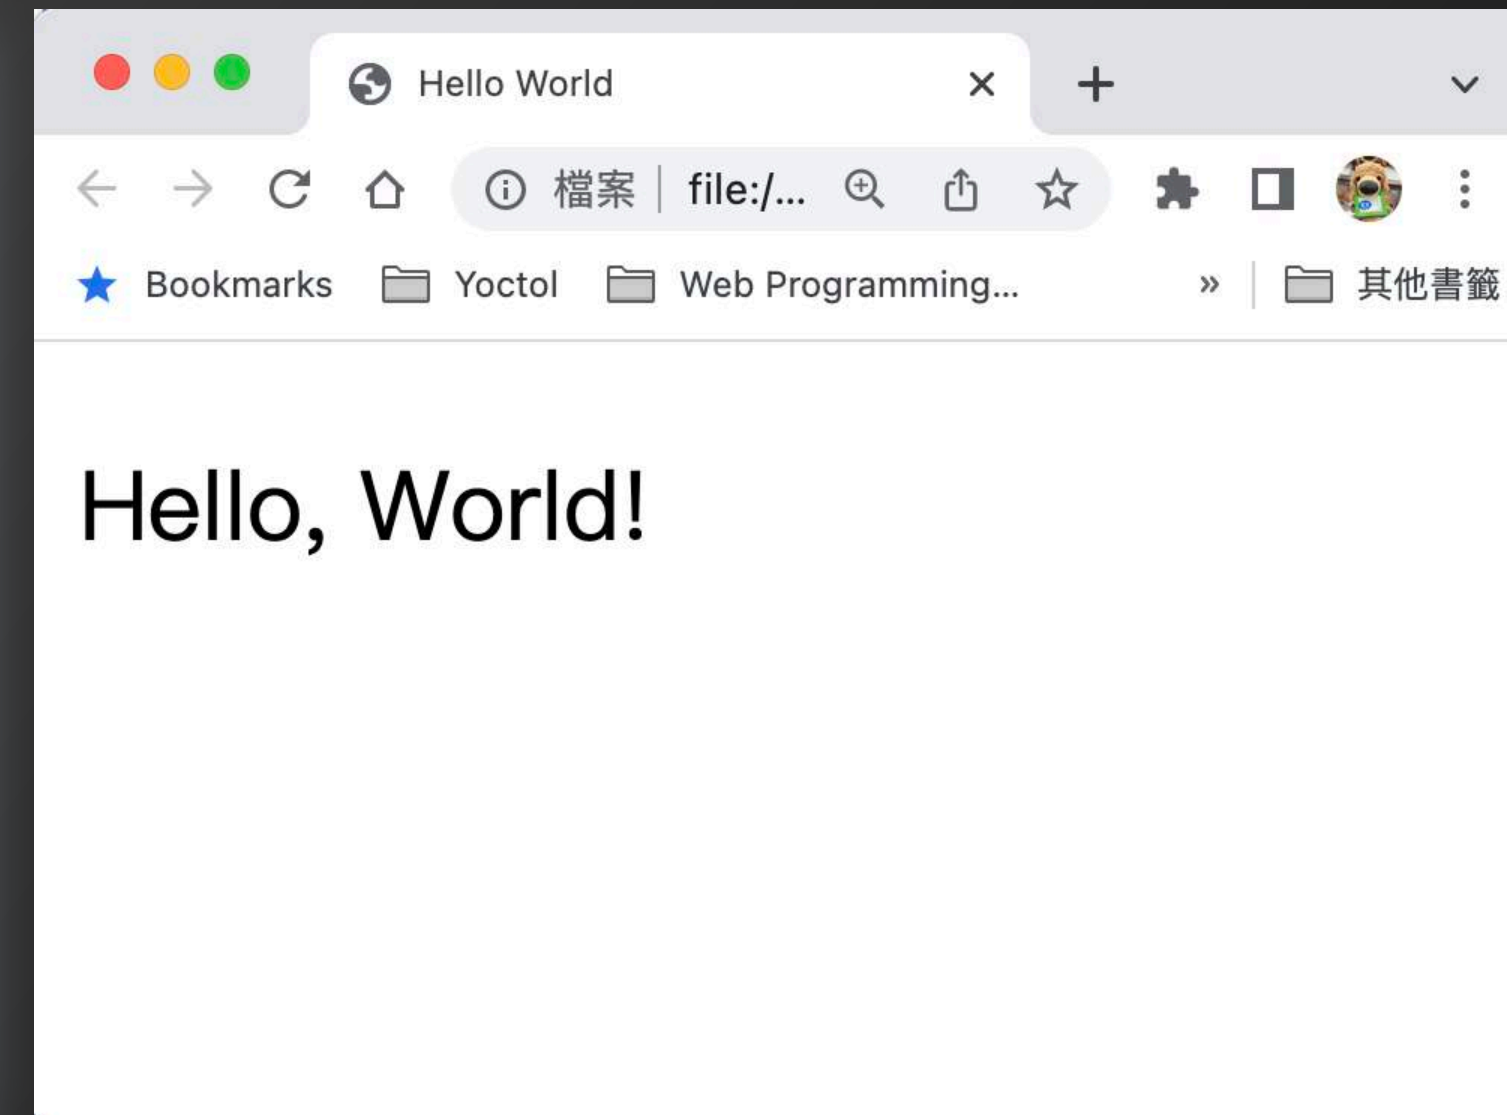 Hello World
檔案 file:/...
Bookmarks Yoctol Web Programming... » 其他書籤
Hello, World!